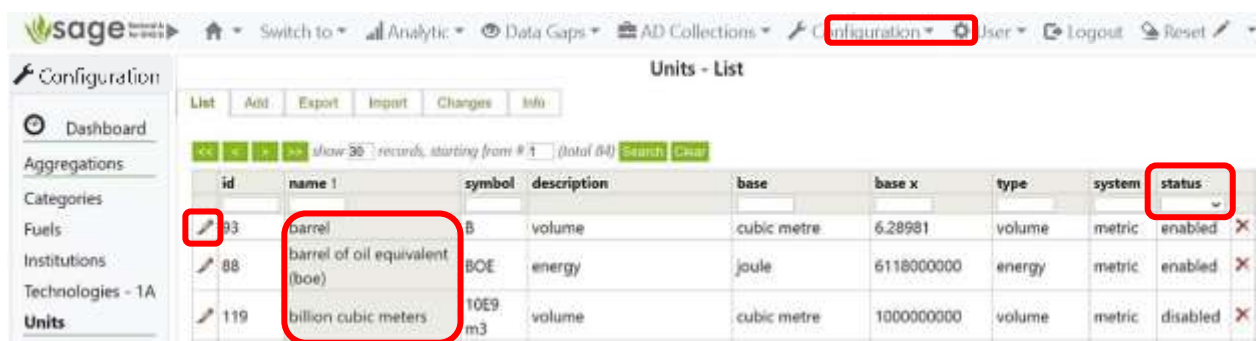 sage Switch to Analytic Data Gaps AD Collections Configuration User Logout Reset
Configuration
Units - List
List Add Export Import Changes Info
Dashboard
<< < > >> show 30 records, starting from # 1 (total 84) Search Clear
Aggregations
id name ↑ symbol description base base x type system status
Categories
Fuels
93 barrel B volume cubic metre 6.28981 volume metric enabled
Institutions
88 barrel of oil equivalent (boe) BOE energy joule 6118000000 energy metric enabled
Technologies - 1A
Units
119 billion cubic meters 10E9 m3 volume cubic metre 1000000000 volume metric disabled